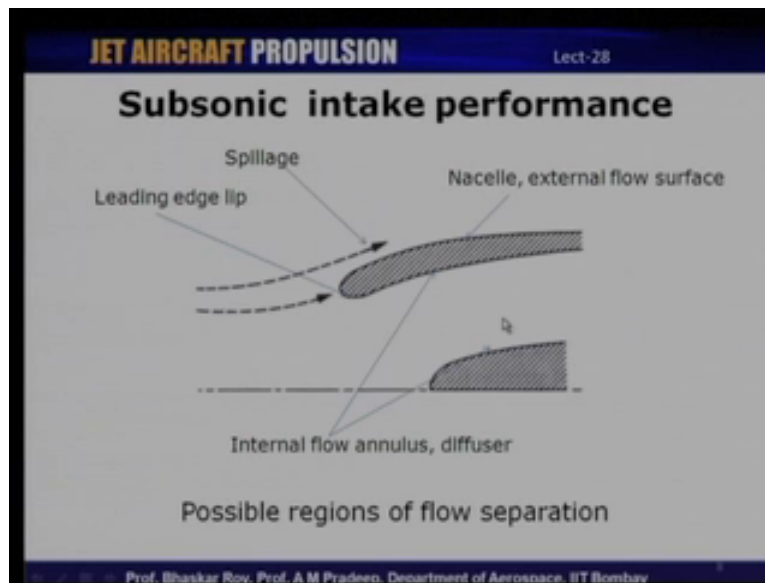 JET AIRCRAFT PROPULSION Lect-28
Subsonic intake performance
Spillage
Nacelle, external flow surface
Leading edge lip
Internal flow annulus, diffuser
Possible regions of flow separation
Prof. Bhaskar Roy, Prof. A M Pradeep, Department of Aerospace, IIT Bombay